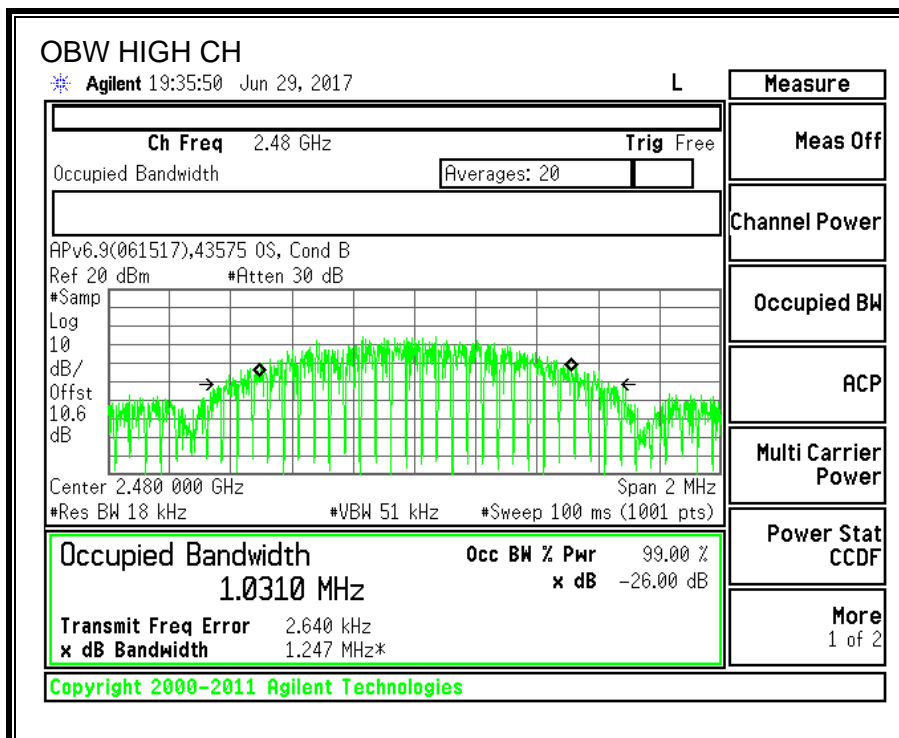 OBW HIGH CH
Agilent 19:35:50 Jun 29, 2017 L
Measure
Ch Freq 2.48 GHz Trig Free
Occupied Bandwidth Averages: 20
APv6.9(061517),43575 OS, Cond B
Ref 20 dBm #Atten 30 dB
#Samp
Log
10
dB/
Offst
10.6
dB
Center 2.480 000 GHz Span 2 MHz
#Res BW 18 kHz #VBW 51 kHz #Sweep 100 ms (1001 pts)
Occupied Bandwidth Occ BW % Pwr 99.00 %
1.0310 MHz x dB -26.00 dB
Transmit Freq Error 2.640 kHz
x dB Bandwidth 1.247 MHz*
Copyright 2000-2011 Agilent Technologies
Meas Off
Channel Power
Occupied BW
ACP
Multi Carrier
Power
Power Stat
CCDF
More
1 of 2